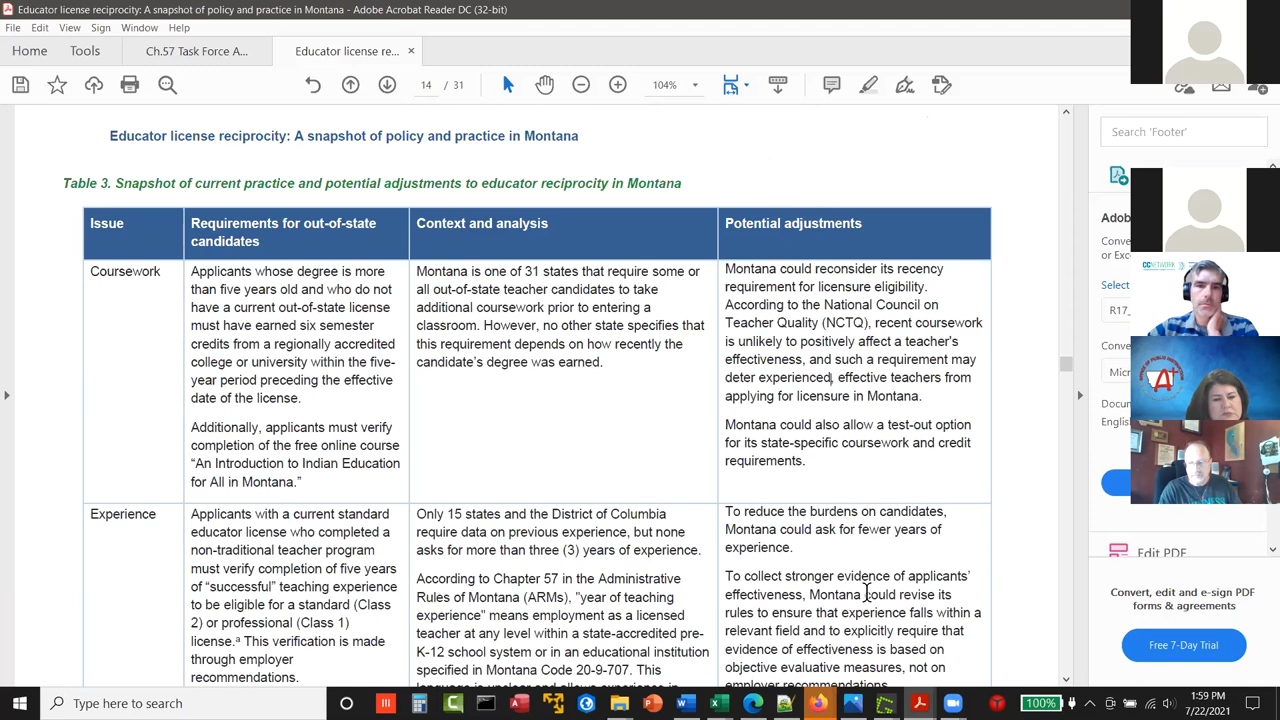 Educator license reciprocity: A snapshot of policy and practice in Montana - Adobe Acrobat Reader DC (32-bit)
File Edit View Sign Window Help
Home Tools Ch.57 Task Force A... Educator license re... ×
14 / 31 104%
Educator license reciprocity: A snapshot of policy and practice in Montana
Table 3. Snapshot of current practice and potential adjustments to educator reciprocity in Montana
Issue
Requirements for out-of-state
candidates
Context and analysis
Potential adjustments
Coursework
Applicants whose degree is more
than five years old and who do not
have a current out-of-state license
must have earned six semester
credits from a regionally accredited
college or university within the five-
year period preceding the effective
date of the license.
Additionally, applicants must verify
completion of the free online course
“An Introduction to Indian Education
for All in Montana.”
Montana is one of 31 states that require some or
all out-of-state teacher candidates to take
additional coursework prior to entering a
classroom. However, no other state specifies that
this requirement depends on how recently the
candidate’s degree was earned.
Montana could reconsider its recency
requirement for licensure eligibility.
According to the National Council on
Teacher Quality (NCTQ), recent coursework
is unlikely to positively affect a teacher's
effectiveness, and such a requirement may
deter experienced, effective teachers from
applying for licensure in Montana.
Montana could also allow a test-out option
for its state-specific coursework and credit
requirements.
Experience
Applicants with a current standard
educator license who completed a
non-traditional teacher program
must verify completion of five years
of “successful” teaching experience
to be eligible for a standard (Class
2) or professional (Class 1)
license.ª This verification is made
through employer
recommendations.
Only 15 states and the District of Columbia
require data on previous experience, but none
asks for more than three (3) years of experience.
According to Chapter 57 in the Administrative
Rules of Montana (ARMs), "year of teaching
experience" means employment as a licensed
teacher at any level within a state-accredited pre-
K-12 school system or in an educational institution
specified in Montana Code 20-9-707. This
To reduce the burdens on candidates,
Montana could ask for fewer years of
experience.
To collect stronger evidence of applicants’
effectiveness, Montana could revise its
rules to ensure that experience falls within a
relevant field and to explicitly require that
evidence of effectiveness is based on
objective evaluative measures, not on
employer recommendations.
Search 'Footer'
Adob
Conve
or Exc
Select
R17_
Conve
Micr
Docum
English
CCNETWORK
Edit PDF
Convert, edit and e-sign PDF
forms & agreements
Free 7-Day Trial
Type here to search
100%
1:59 PM
7/22/2021